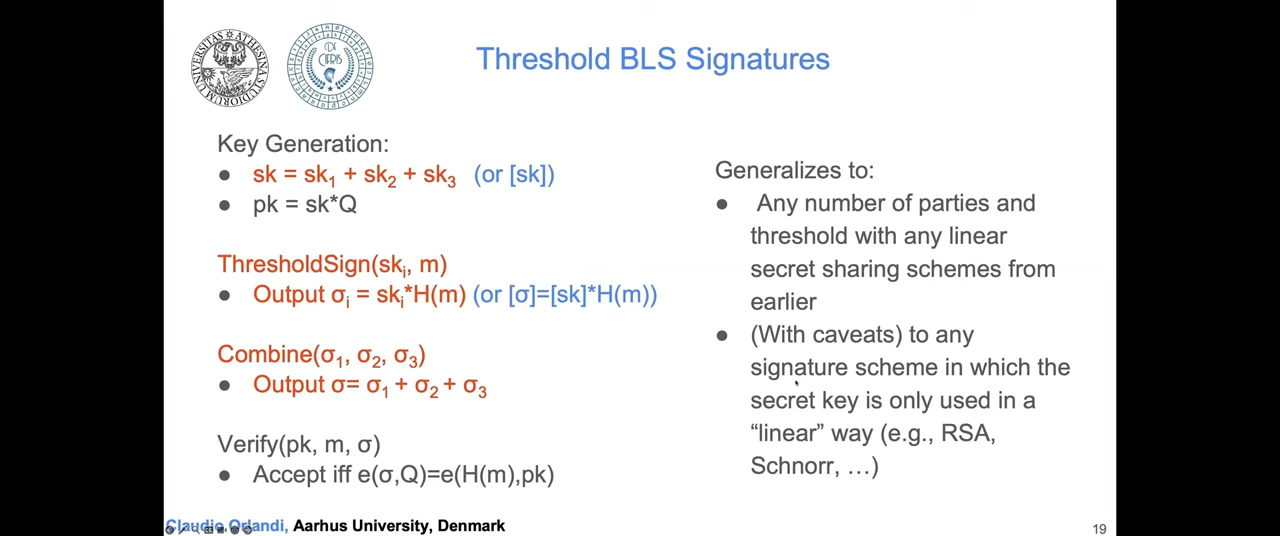 Threshold BLS Signatures
Key Generation:
● sk = sk₁ + sk₂ + sk₃ (or [sk])
● pk = sk*Q
ThresholdSign(skᵢ, m)
● Output σᵢ = skᵢ*H(m) (or [σ]=[sk]*H(m))
Combine(σ₁, σ₂, σ₃)
● Output σ= σ₁ + σ₂ + σ₃
Verify(pk, m, σ)
● Accept iff e(σ,Q)=e(H(m),pk)
Generalizes to:
● Any number of parties and
threshold with any linear
secret sharing schemes from
earlier
● (With caveats) to any
signature scheme in which the
secret key is only used in a
“linear” way (e.g., RSA,
Schnorr, …)
Claudio Orlandi, Aarhus University, Denmark
19